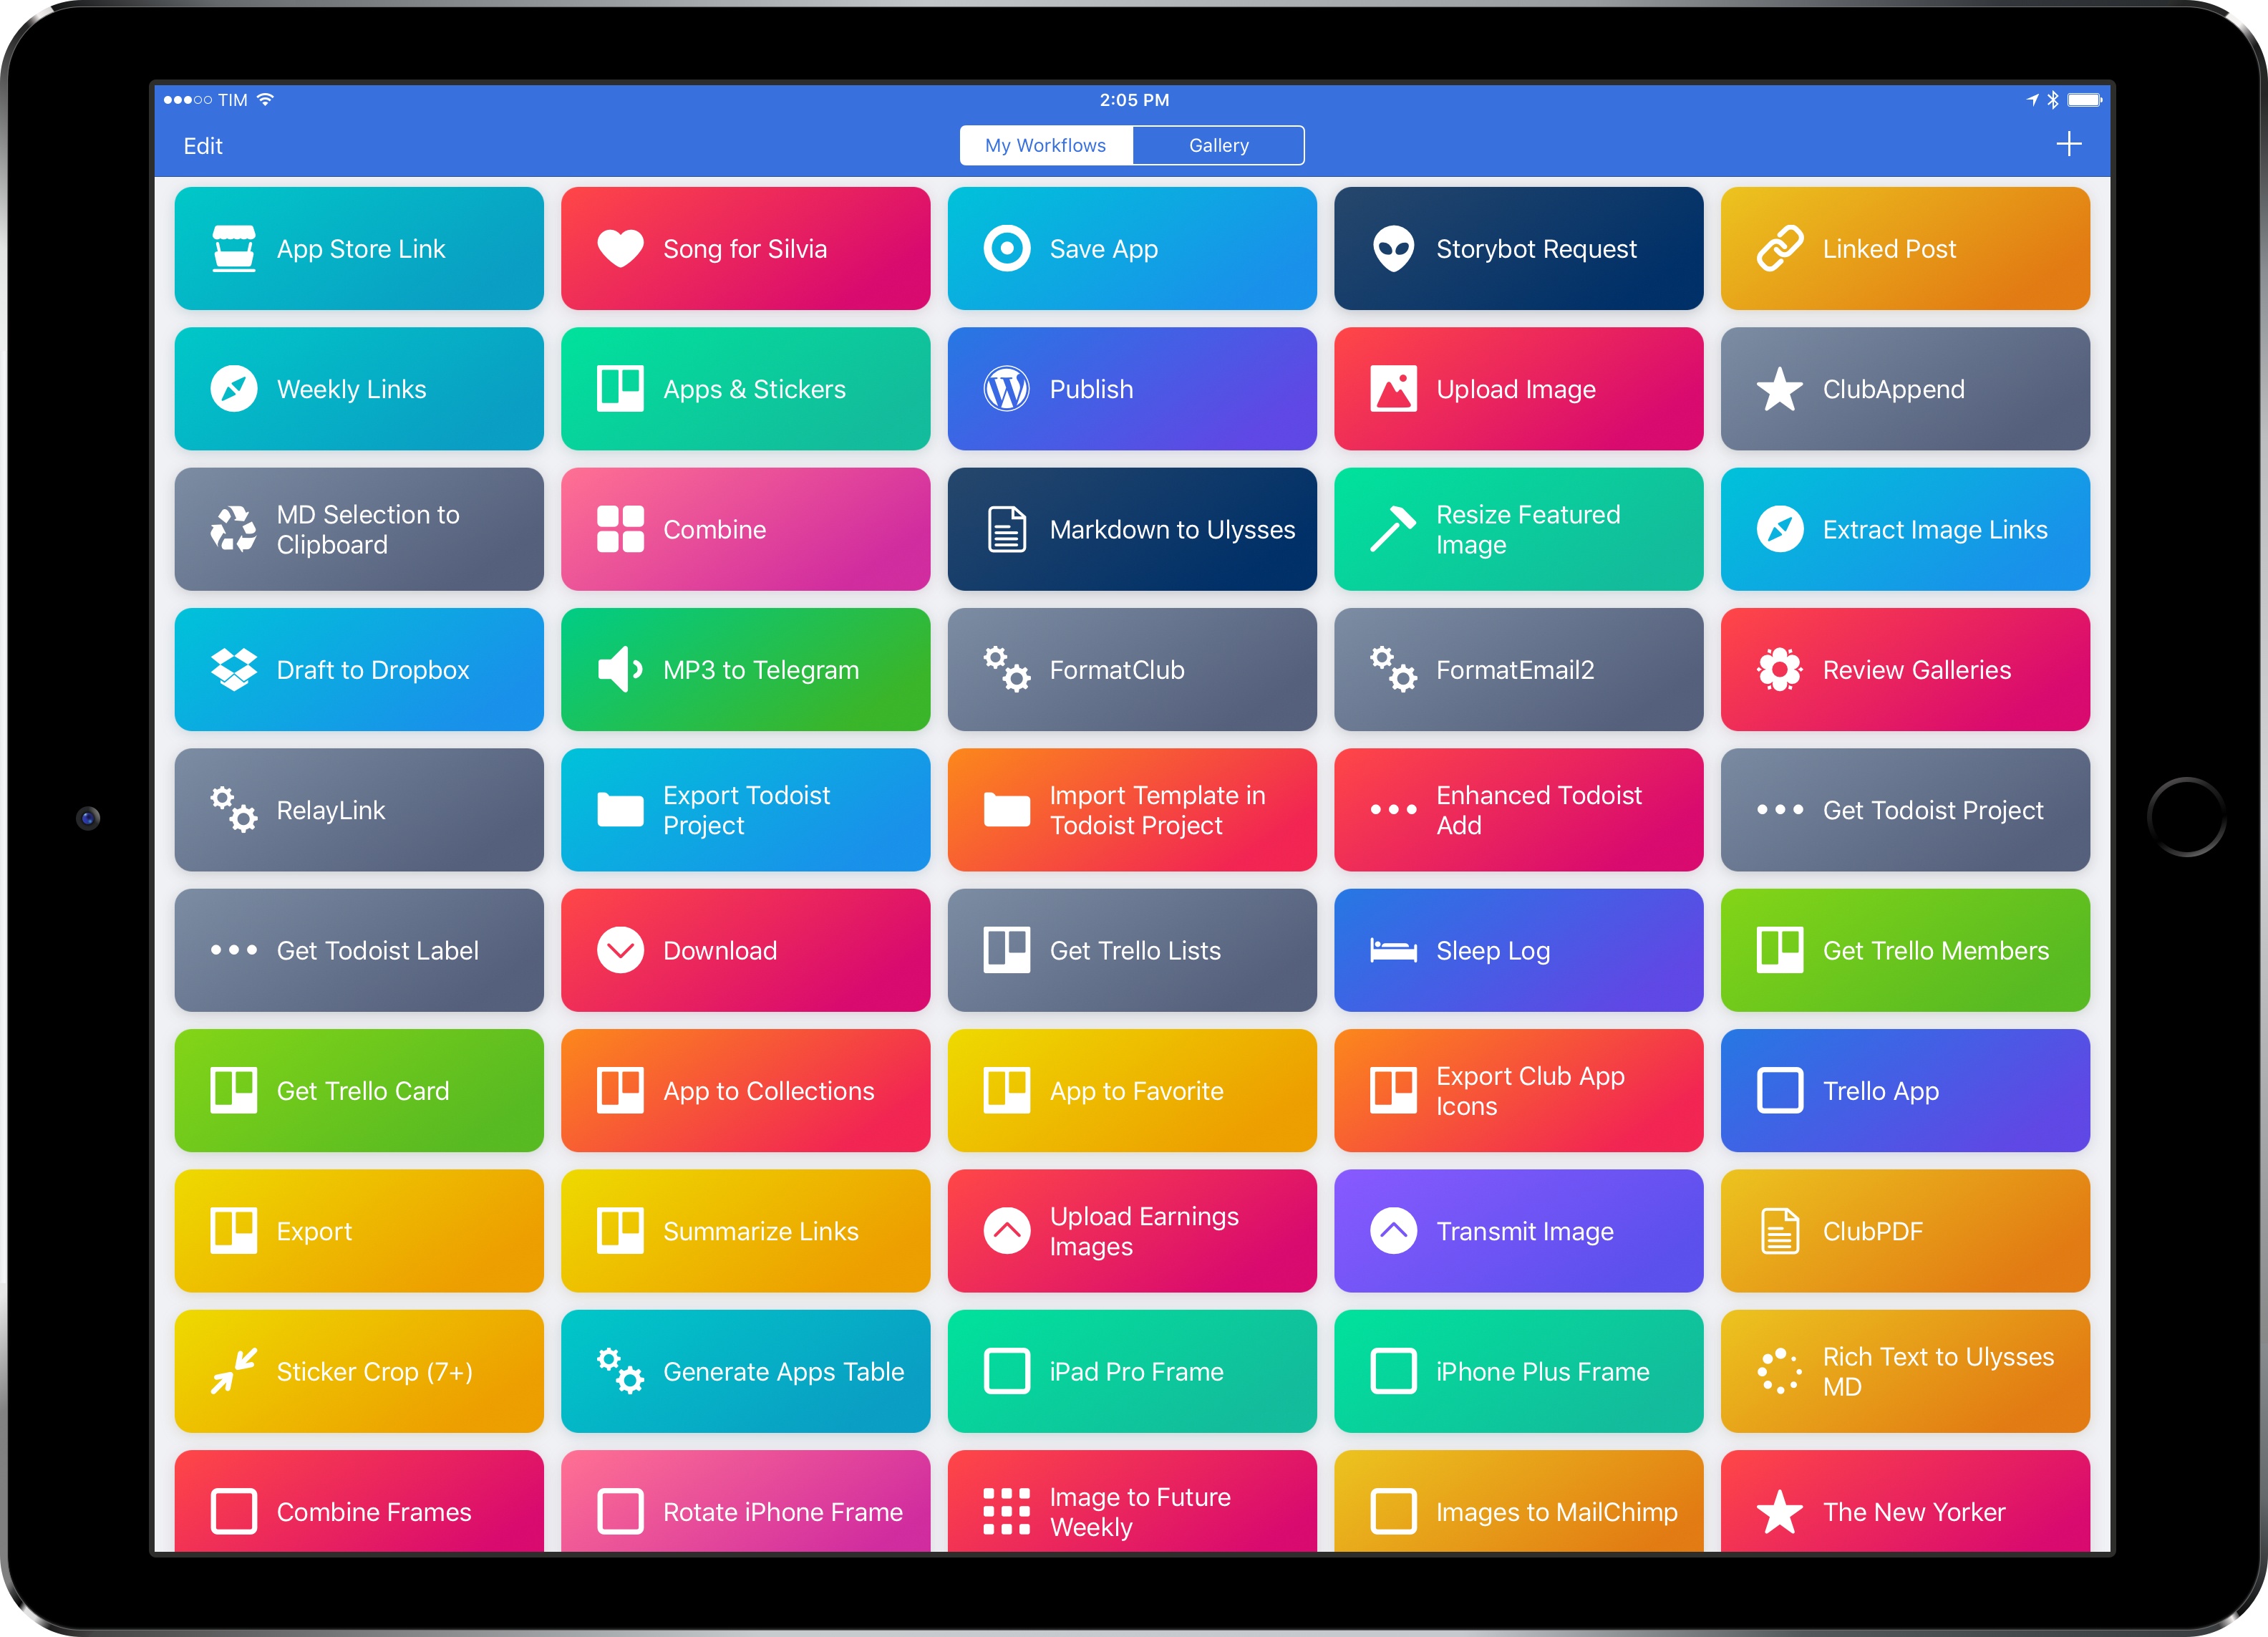 TIM
2:05 PM
Edit
My Workflows
Gallery
App Store Link
Song for Silvia
Save App
Storybot Request
Linked Post
Weekly Links
Apps & Stickers
Publish
Upload Image
ClubAppend
MD Selection to
Clipboard
Combine
Markdown to Ulysses
Resize Featured
Image
Extract Image Links
Draft to Dropbox
MP3 to Telegram
FormatClub
FormatEmail2
Review Galleries
RelayLink
Export Todoist
Project
Import Template in
Todoist Project
Enhanced Todoist
Add
Get Todoist Project
Get Todoist Label
Download
Get Trello Lists
Sleep Log
Get Trello Members
Get Trello Card
App to Collections
App to Favorite
Export Club App
Icons
Trello App
Export
Summarize Links
Upload Earnings
Images
Transmit Image
ClubPDF
Sticker Crop (7+)
Generate Apps Table
iPad Pro Frame
iPhone Plus Frame
Rich Text to Ulysses
MD
Combine Frames
Rotate iPhone Frame
Image to Future
Weekly
Images to MailChimp
The New Yorker